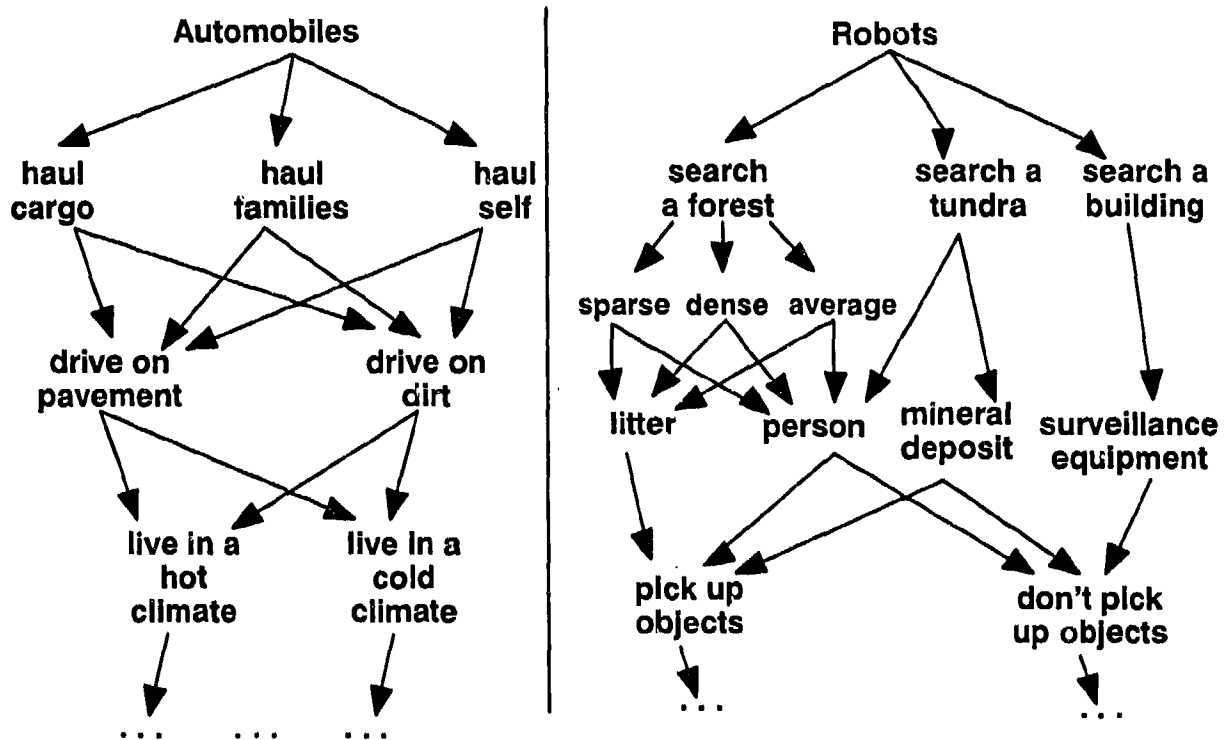 Automobiles
haul
cargo
haul
families
haul
self
drive on
pavement
drive on
dirt
live in a
hot
climate
live in a
cold
climate
. . .
. . .
. . .
Robots
search
a forest
search a
tundra
search a
building
sparse
dense
average
litter
person
mineral
deposit
surveillance
equipment
pick up
objects
don't pick
up objects
. . .
. . .